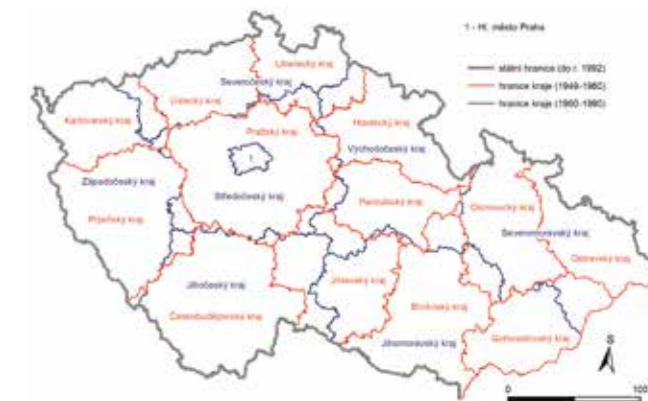 1 - Hl. město Praha
státní hranice (do r. 1992)
hranice kraje (1949-1960)
hranice kraje (1960-1990)
Liberecký kraj
Severočeský kraj
Ústecký kraj
Karlovarský kraj
Pražský kraj
Hradecký kraj
1
Východočeský kraj
Západočeský kraj
Středočeský kraj
Pardubický kraj
Olomoucký kraj
Plzeňský kraj
Severomoravský kraj
Ostravský kraj
Jihočeský kraj
Jihlavský kraj
Českobudějovický kraj
Brněnský kraj
Gottwaldovský kraj
Jihomoravský kraj
S
0
100